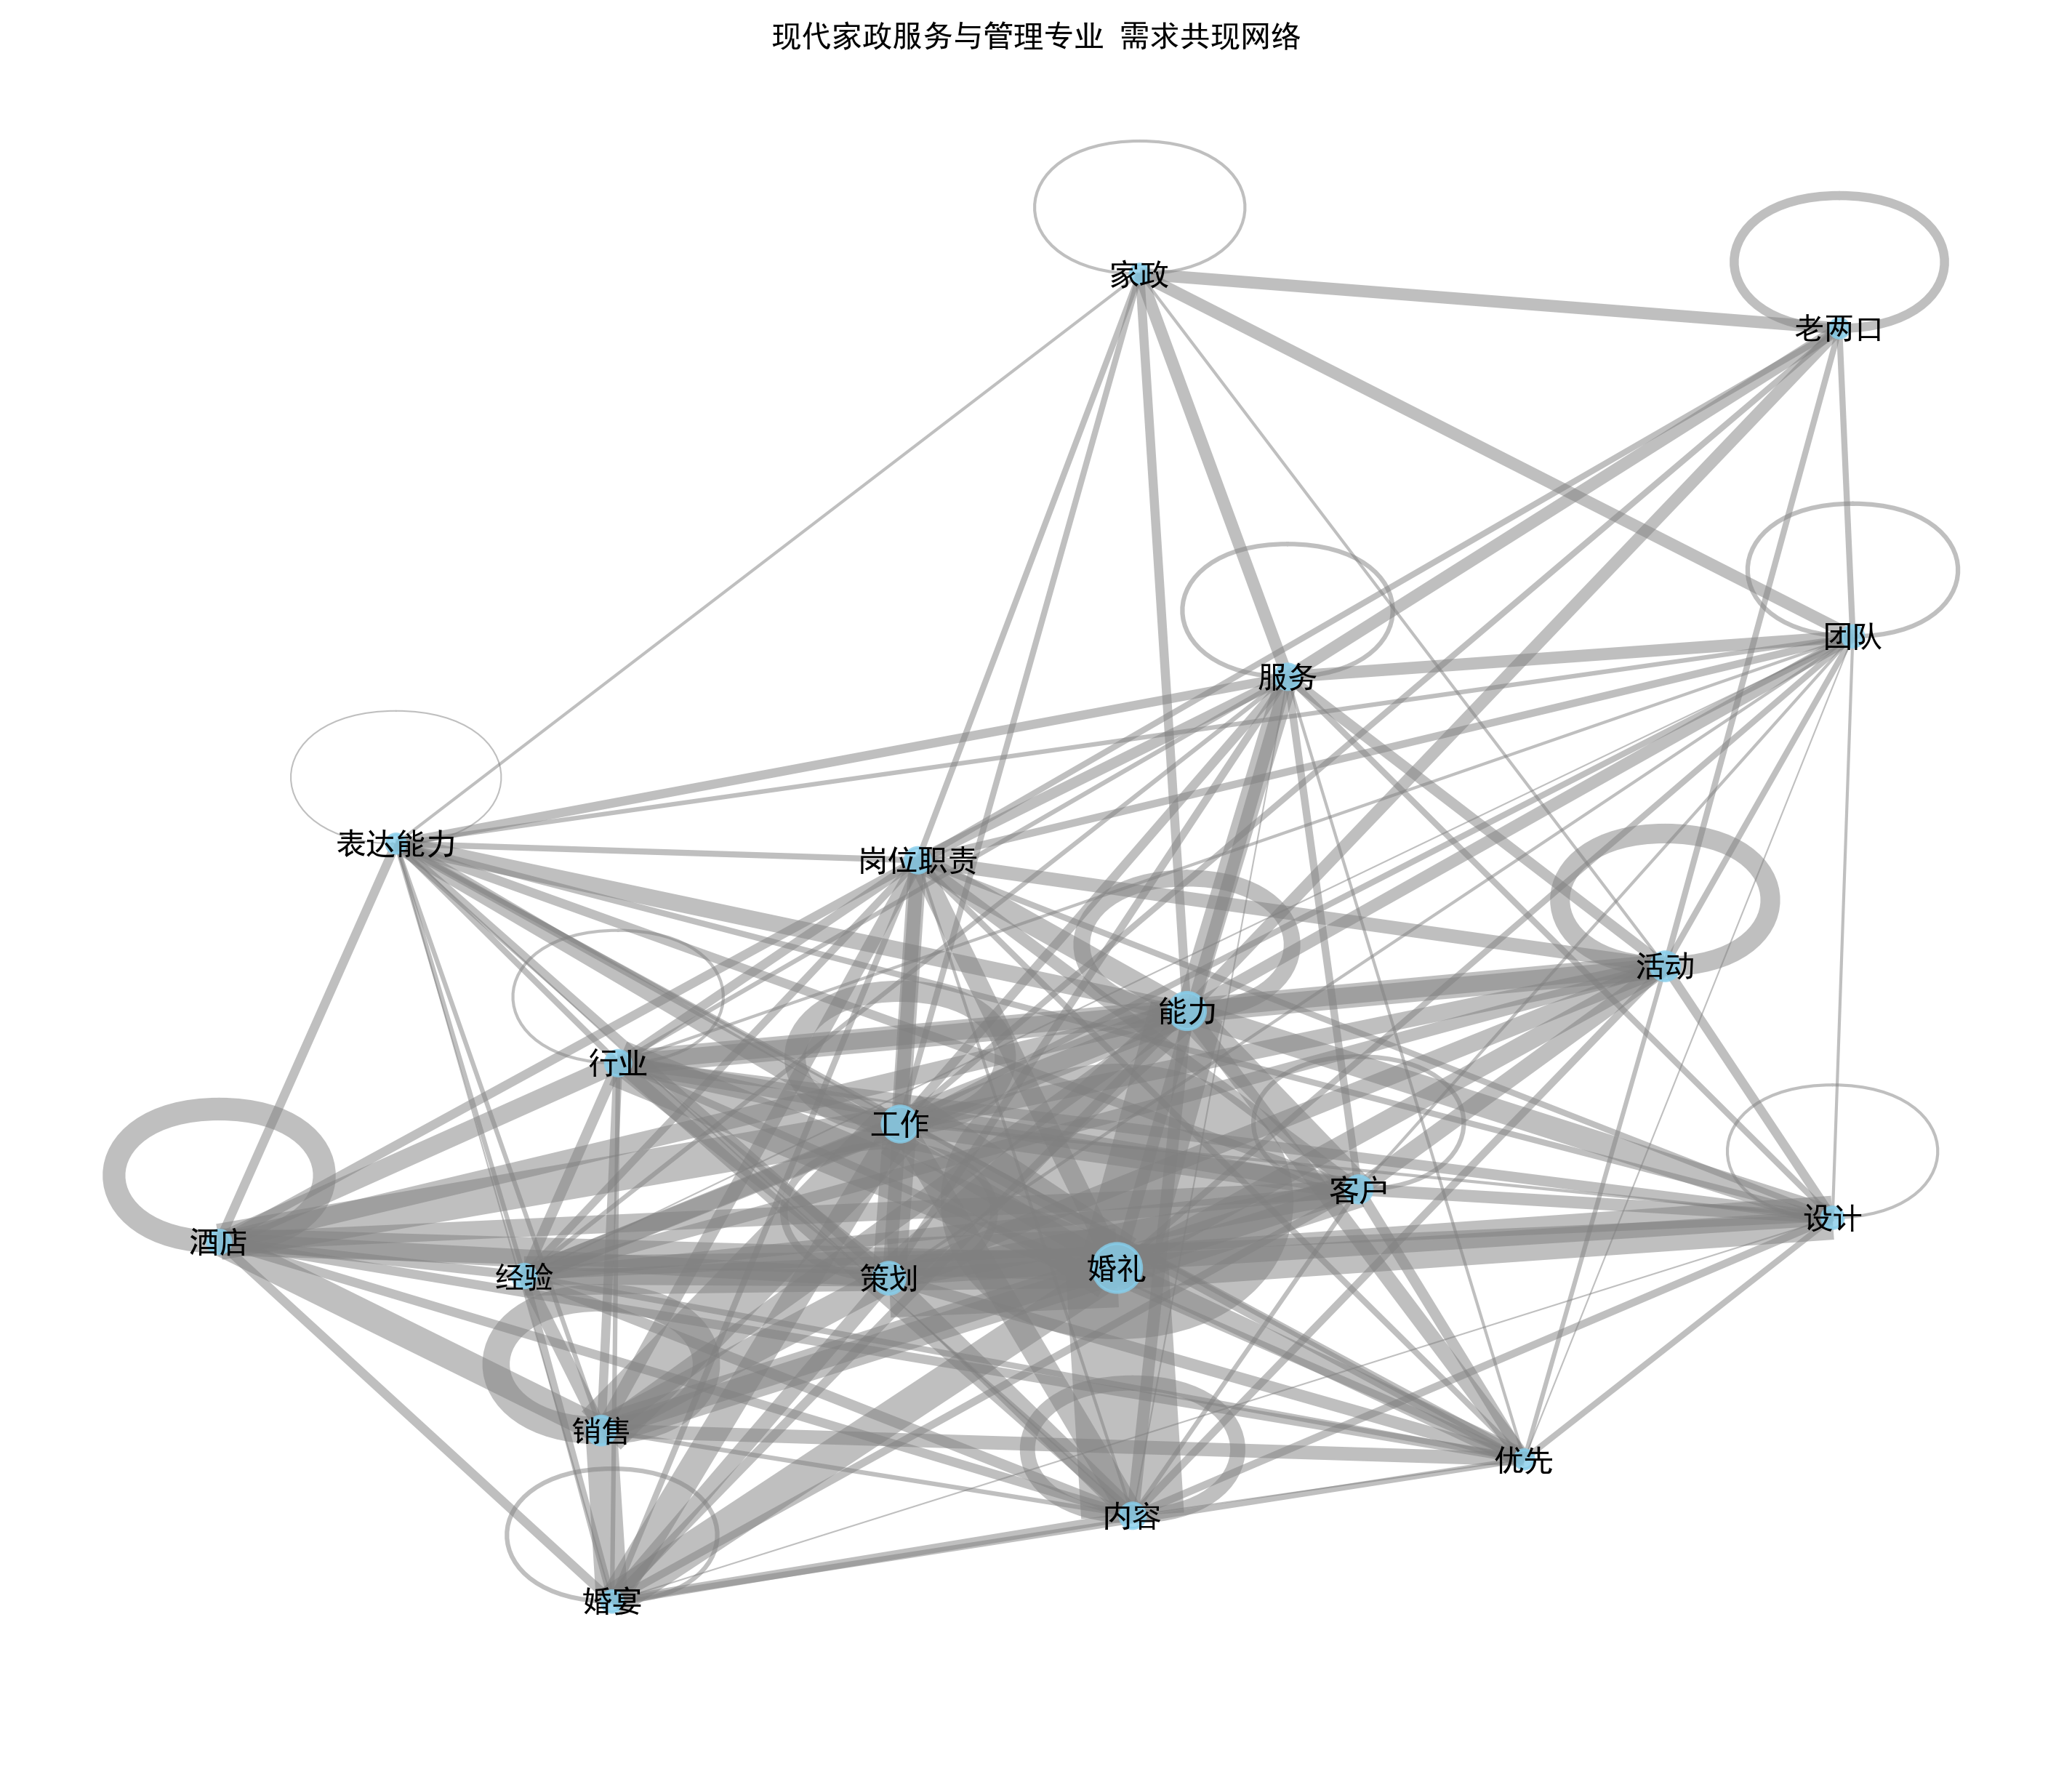 现代家政服务与管理专业 需求共现网络
家政
老两口
团队
服务
表达能力
岗位职责
活动
能力
行业
工作
客户
设计
酒店
经验
策划
婚礼
销售
优先
内容
婚宴